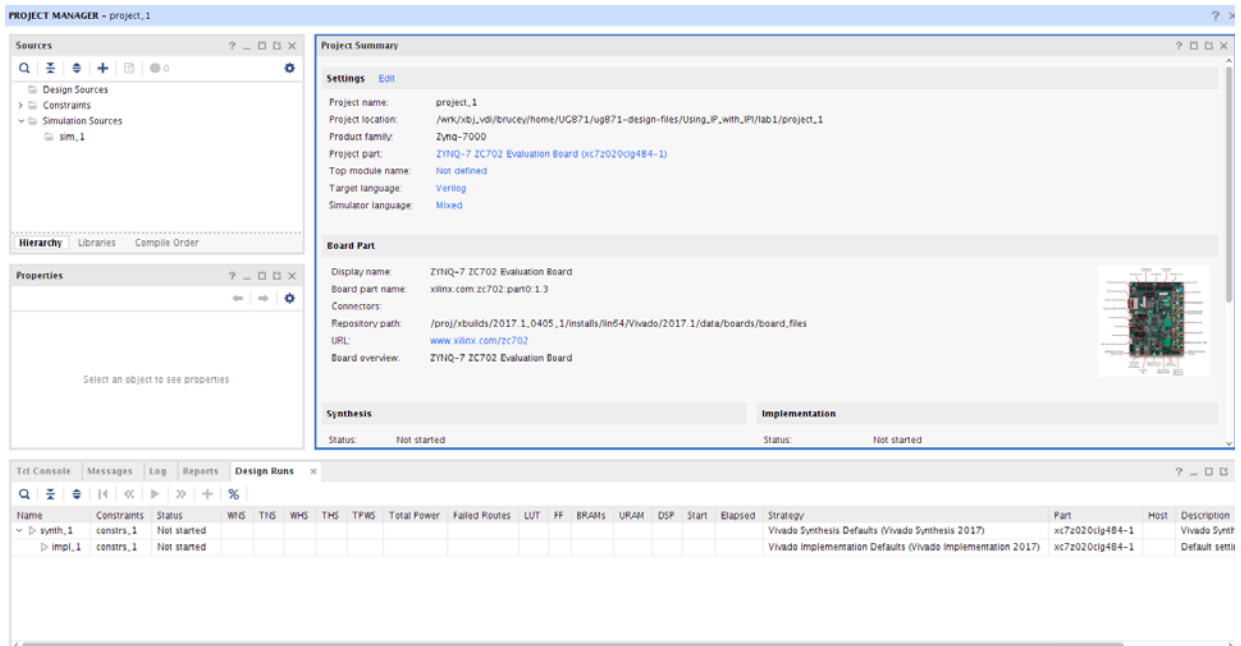 PROJECT MANAGER - project_1
Sources
0
Design Sources
Constraints
Simulation Sources
sim_1
Hierarchy Libraries Compile Order
Properties
Select an object to see properties
Project Summary
Settings Edit
Project name: project_1
Project location: /wrk/xbj_vdi/brucey/home/UG871/ug871-design-files/Using_IP_with_IPI/lab1/project_1
Product family: Zynq-7000
Project part: ZYNQ-7 ZC702 Evaluation Board (xc7z020clg484-1)
Top module name: Not defined
Target language: Verilog
Simulator language: Mixed
Board Part
Display name: ZYNQ-7 ZC702 Evaluation Board
Board part name: xilinx.com:zc702:part0:1.3
Connectors:
Repository path: /proj/xbuilds/2017.1_0405_1/installs/lin64/Vivado/2017.1/data/boards/board_files
URL: www.xilinx.com/zc702
Board overview: ZYNQ-7 ZC702 Evaluation Board
Synthesis Implementation
Status: Not started Status: Not started
Tcl Console Messages Log Reports Design Runs
Name Constraints Status WNS TNS WHS THS TPWS Total Power Failed Routes LUT FF BRAMs URAM DSP Start Elapsed Strategy Part Host Description
synth_1 constrs_1 Not started Vivado Synthesis Defaults (Vivado Synthesis 2017) xc7z020clg484-1 Vivado Synth
impl_1 constrs_1 Not started Vivado Implementation Defaults (Vivado Implementation 2017) xc7z020clg484-1 Default settin